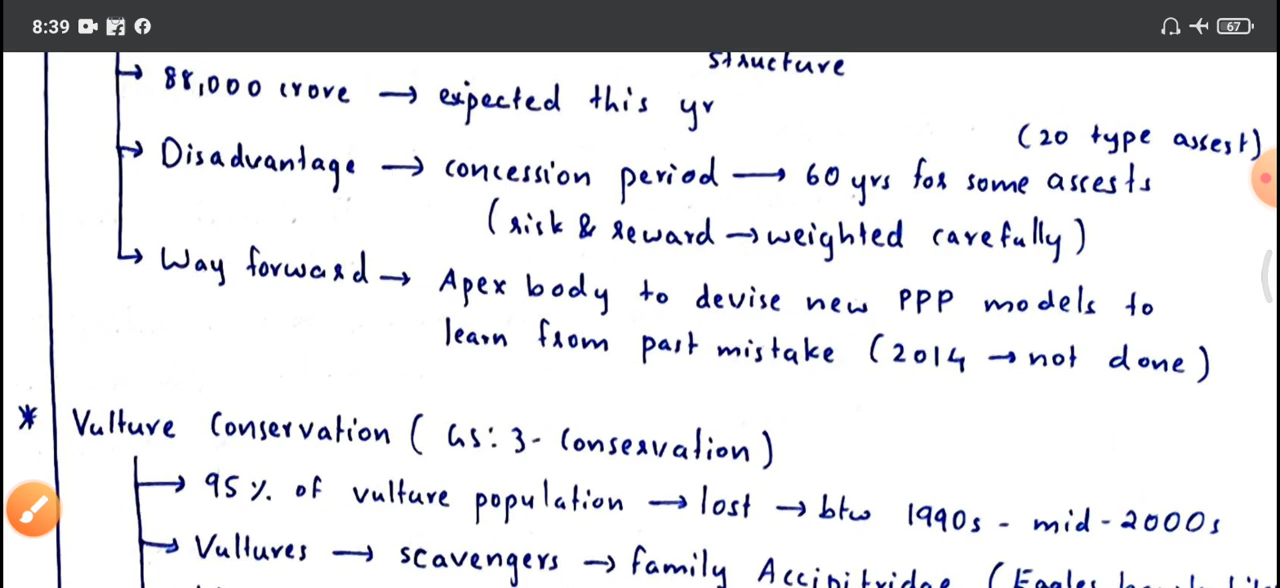 8:39
67
structure
→ 88,000 crore → expected this yr
(20 type assest)
→ Disadvantage → concession period → 60 yrs for some assests
(risk & reward → weighted carefully)
→ Way forward → Apex body to devise new PPP models to
learn from past mistake (2014 → not done)
* Vulture Conservation (GS: 3- Conservation)
→ 95% of vulture population → lost → btw 1990s - mid-2000s
→ Vultures → scavengers → family Accipitridae (Eagles